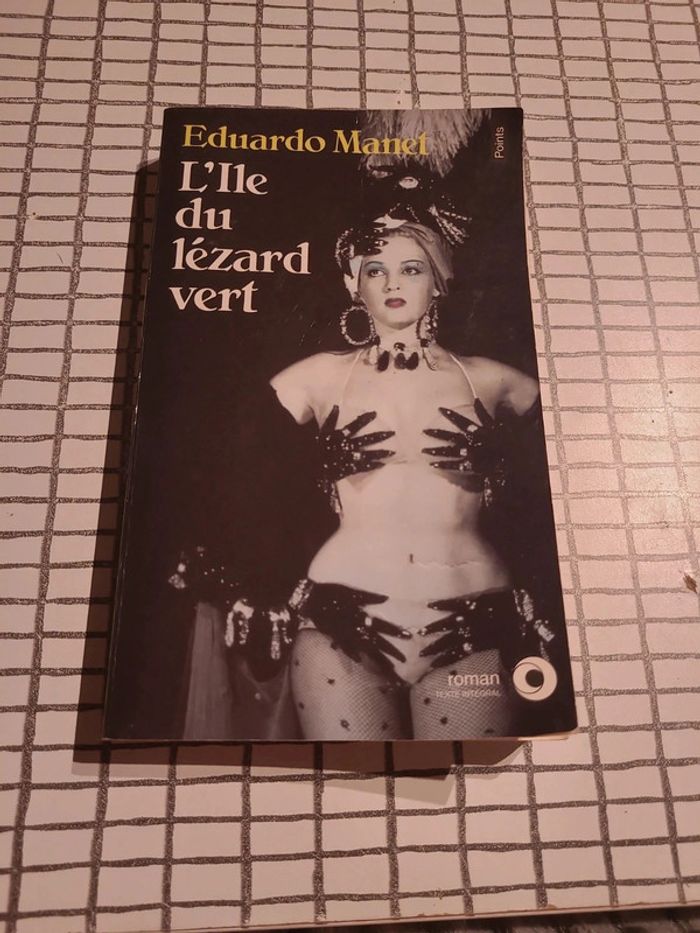 Eduardo Manet
L'Ile
du
lézard
vert
Points
roman
TEXTE INTÉGRAL